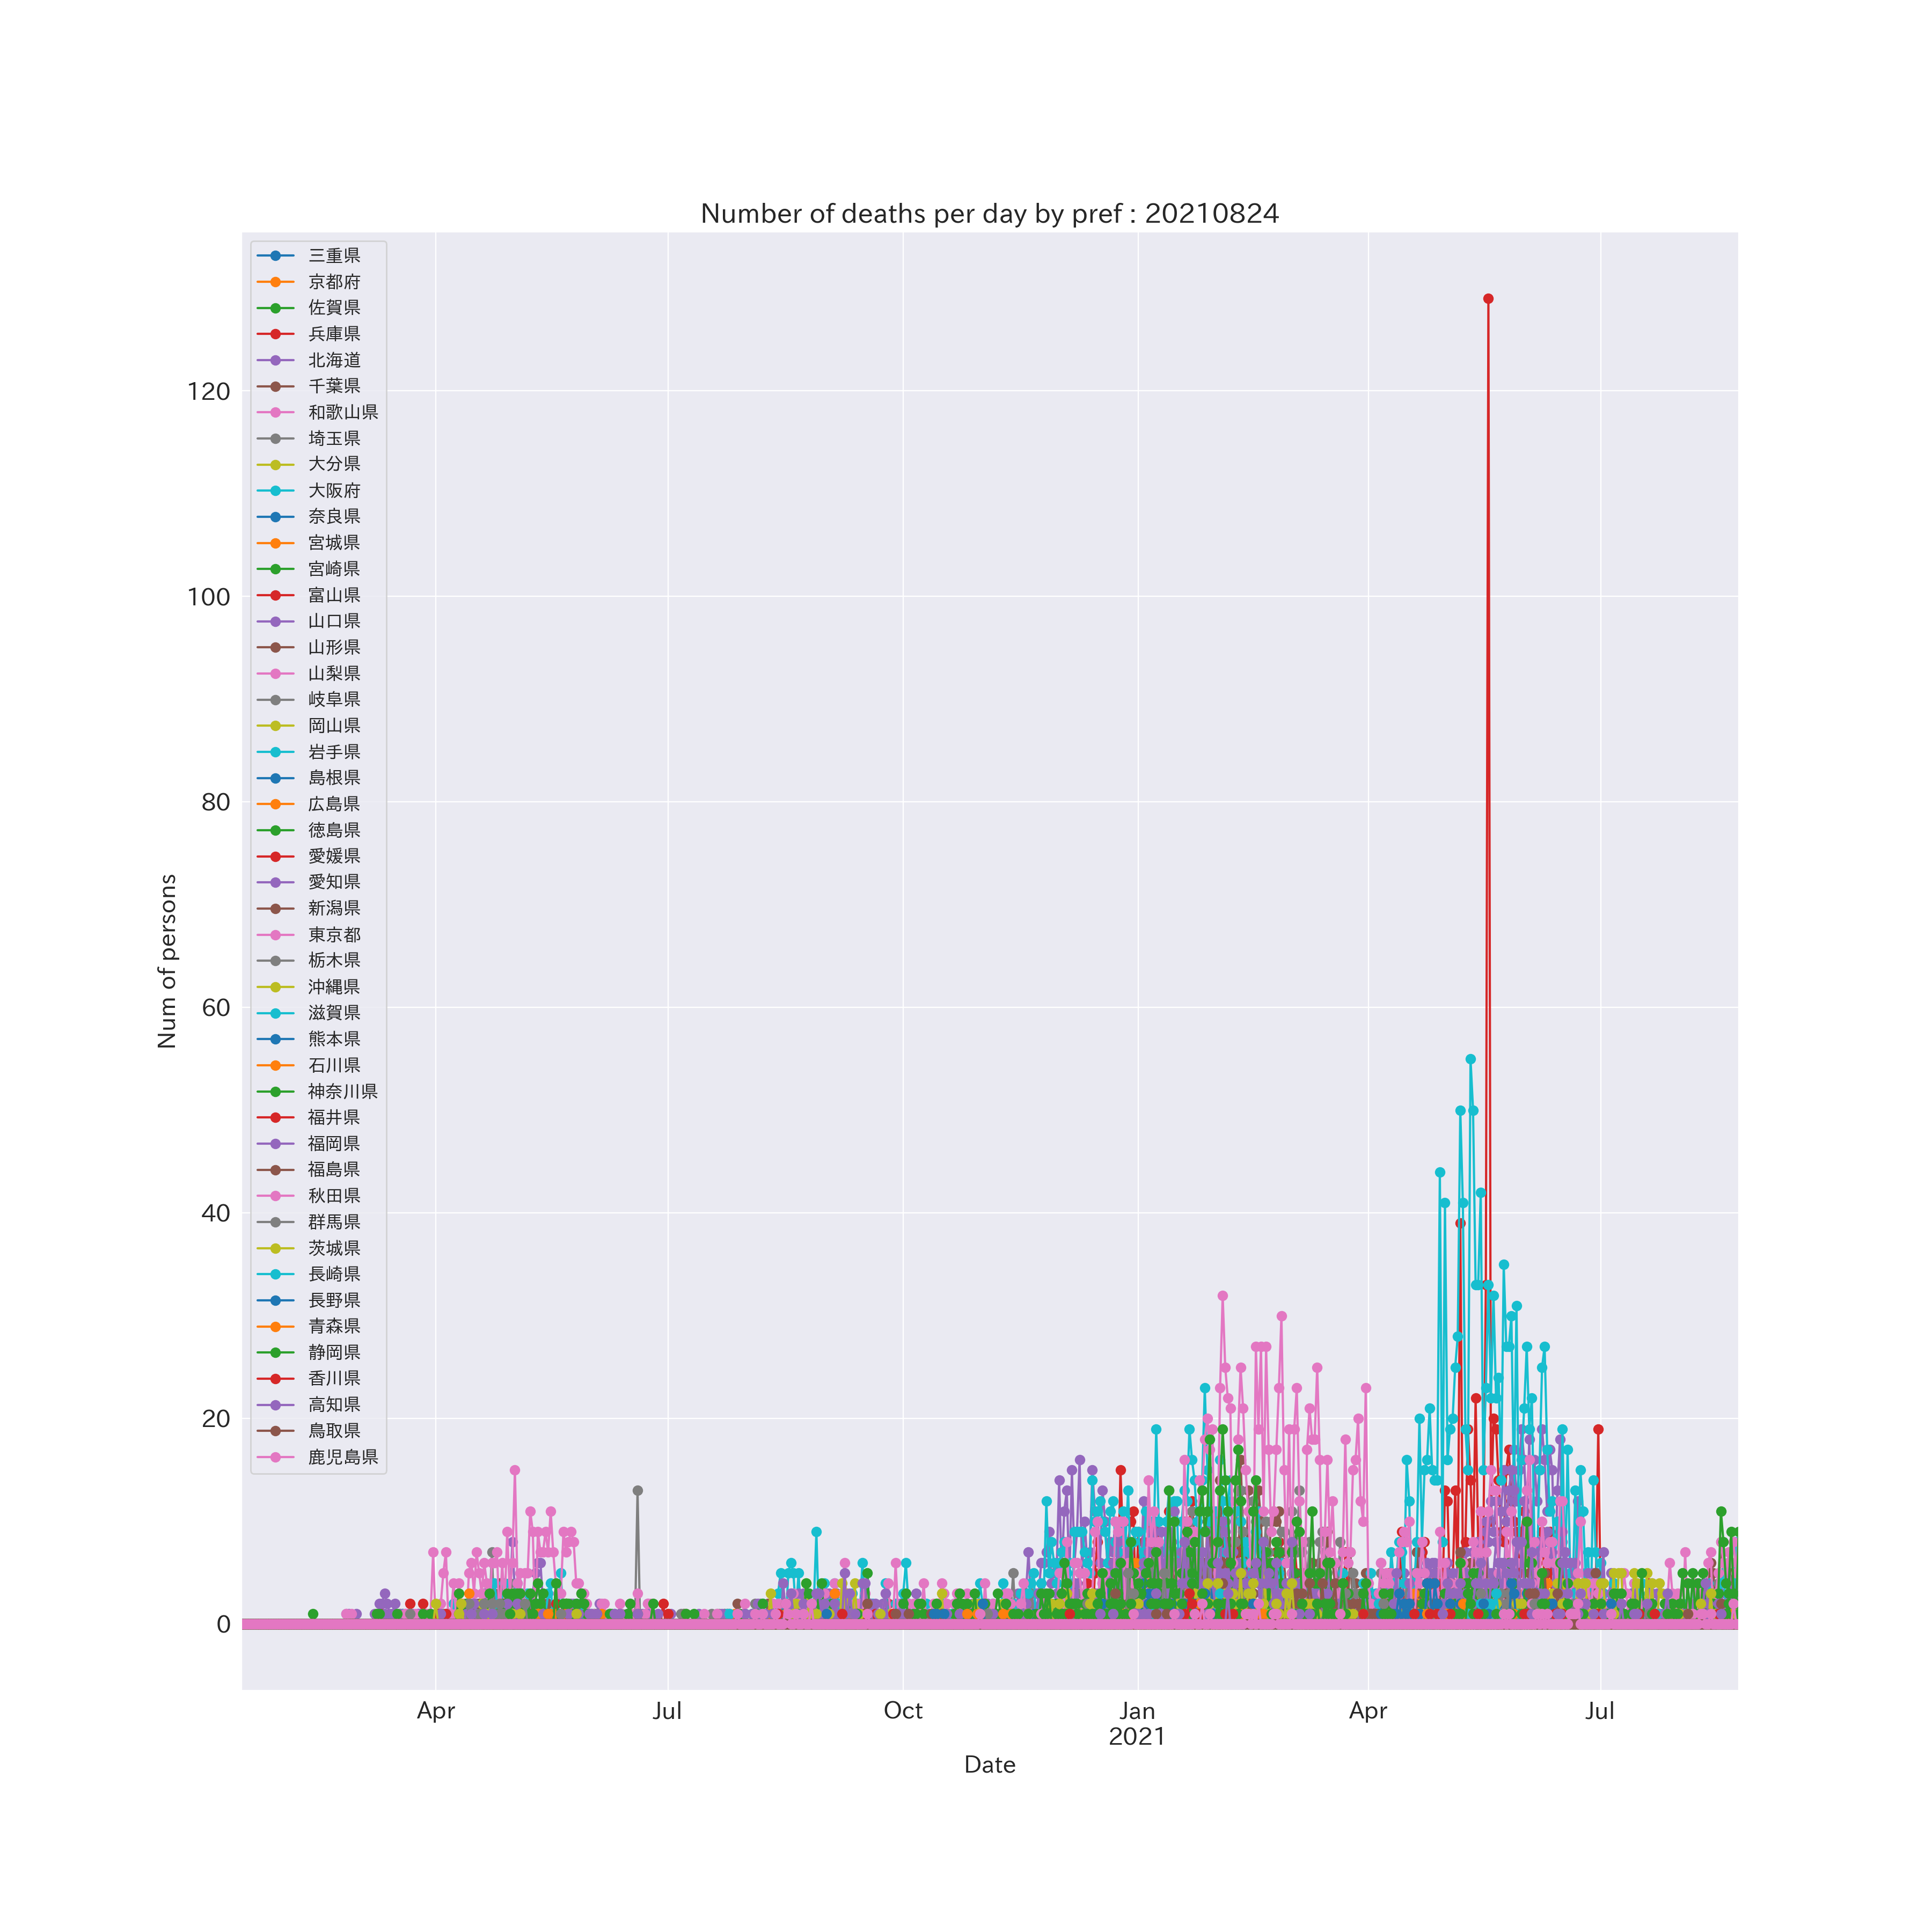 Number of deaths per day by pref : 20210824
三重県
京都府
佐賀県
兵庫県
北海道
千葉県
和歌山県
埼玉県
大分県
大阪府
奈良県
宮城県
宮崎県
富山県
山口県
山形県
山梨県
岐阜県
岡山県
岩手県
島根県
広島県
徳島県
愛媛県
愛知県
新潟県
東京都
栃木県
沖縄県
滋賀県
熊本県
石川県
神奈川県
福井県
福岡県
福島県
秋田県
群馬県
茨城県
長崎県
長野県
青森県
静岡県
香川県
高知県
鳥取県
鹿児島県
120
100
80
60
40
20
0
Num of persons
Apr Jul Oct Jan Apr Jul
2021
Date